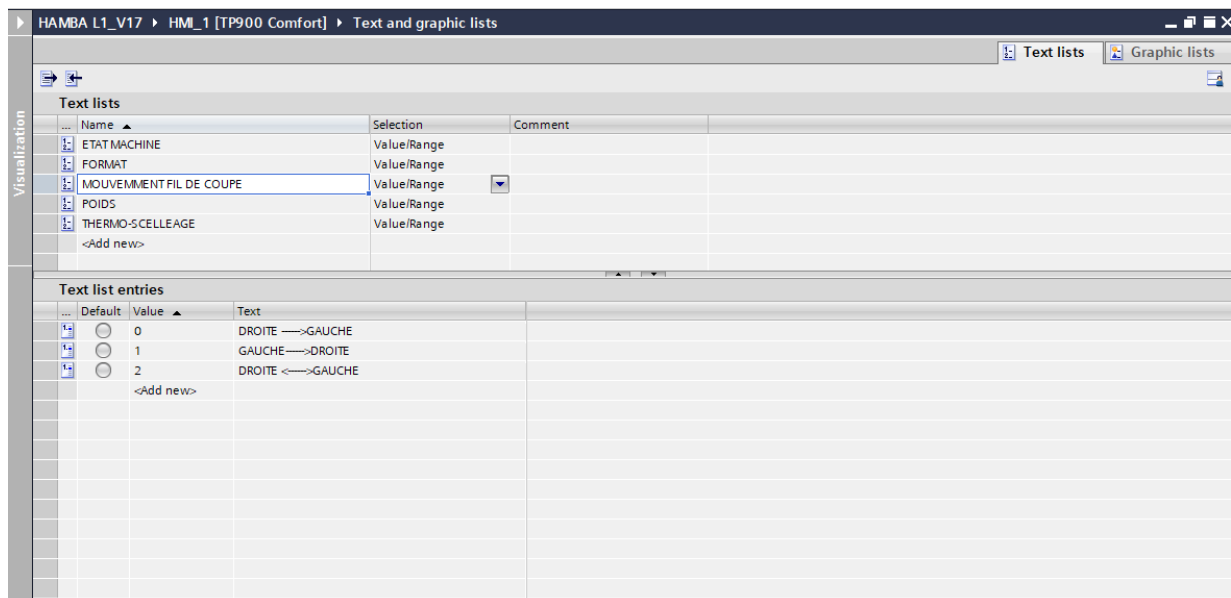 HAMBA L1_V17 ▸ HMI_1 [TP900 Comfort] ▸ Text and graphic lists
Text lists Graphic lists
Visualization
Text lists
... Name Selection Comment
ETAT MACHINE Value/Range
FORMAT Value/Range
MOUVEMMENT FIL DE COUPE Value/Range
POIDS Value/Range
THERMO-SCELLEAGE Value/Range
<Add new>
Text list entries
... Default Value Text
0 DROITE ----->GAUCHE
1 GAUCHE----->DROITE
2 DROITE <----->GAUCHE
<Add new>